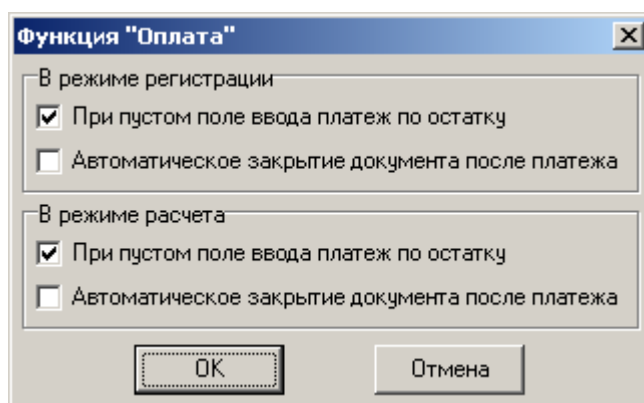 Функция "Оплата"
В режиме регистрации
При пустом поле ввода платеж по остатку
Автоматическое закрытие документа после платежа
В режиме расчета
При пустом поле ввода платеж по остатку
Автоматическое закрытие документа после платежа
OK
Отмена